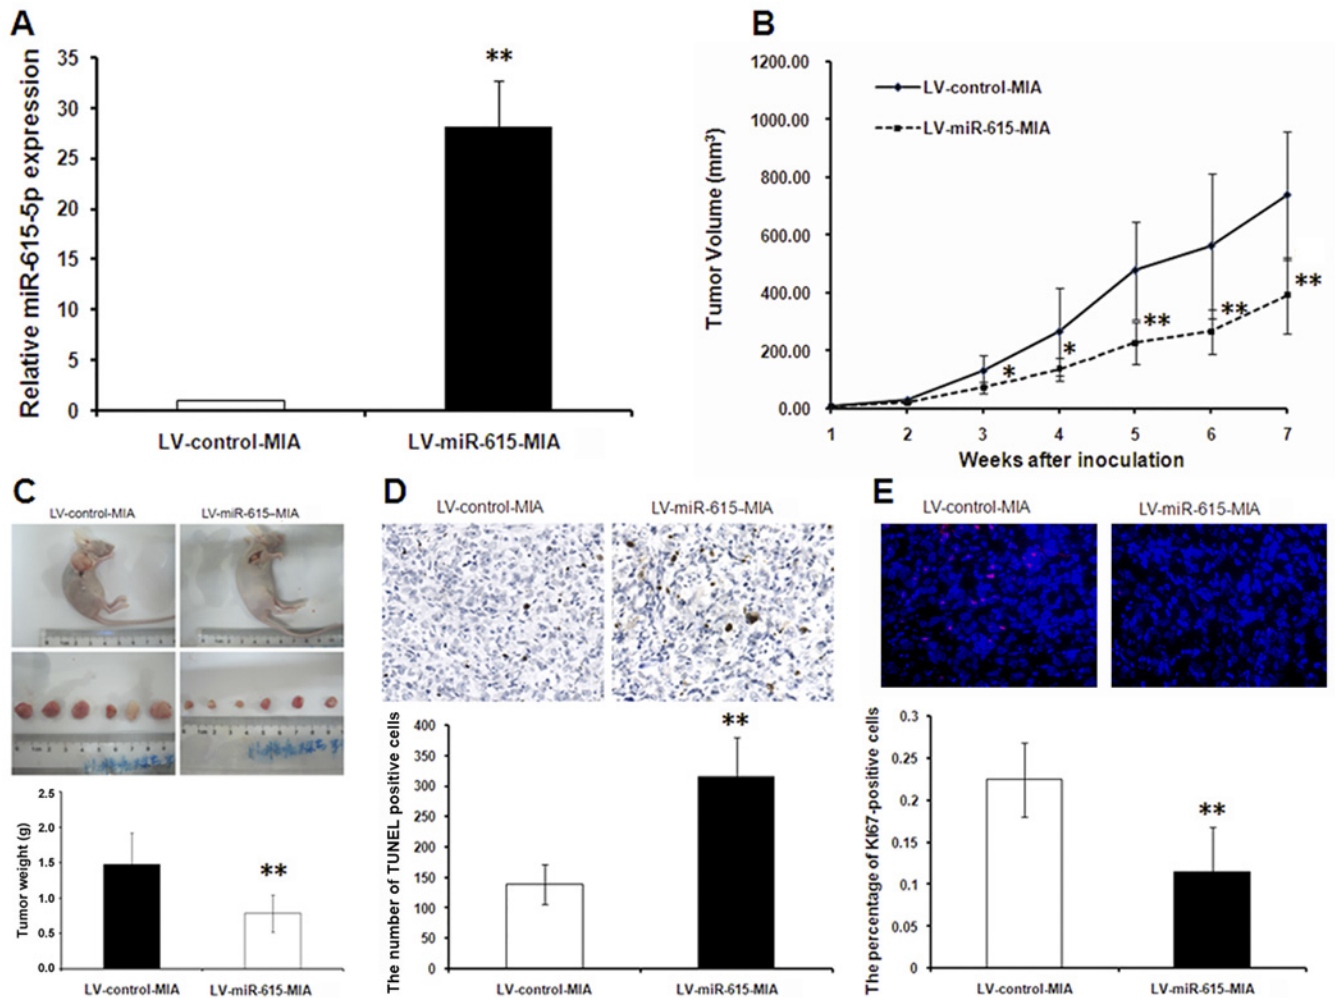 A
Relative miR-615-5p expression
35
30
25
20
15
10
5
0
**
LV-control-MIA
LV-miR-615-MIA
B
Tumor Volume (mm³)
1200.00
1000.00
800.00
600.00
400.00
200.00
0.00
LV-control-MIA
LV-miR-615-MIA
*
*
**
**
**
1 2 3 4 5 6 7
Weeks after inoculation
C
LV-control-MIA
LV-miR-615-MIA
Tumor weight (g)
2.5
2.0
1.5
1.0
0.5
0.0
**
LV-control-MIA
LV-miR-615-MIA
D
LV-control-MIA
LV-miR-615-MIA
The number of TUNEL positive cells
400
350
300
250
200
150
100
50
0
**
LV-control-MIA
LV-miR-615-MIA
E
LV-control-MIA
LV-miR-615-MIA
The percentage of KI67-positive cells
0.3
0.25
0.2
0.15
0.1
0.05
0
**
LV-control-MIA
LV-miR-615-MIA